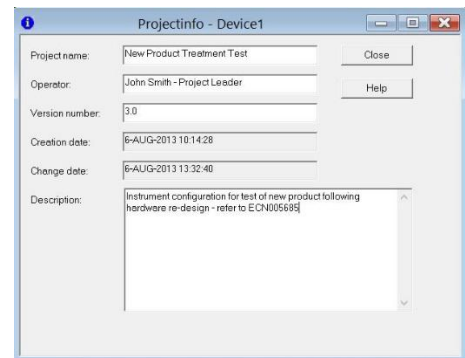 Projectinfo - Device1
Project name: New Product Treatment Test Close
Operator: John Smith - Project Leader Help
Version number: 3.0
Creation date: 6-AUG-2013 10:14:28
Change date: 6-AUG-2013 13:32:40
Description: Instrument configuration for test of new product following
hardware re-design - refer to ECN005685